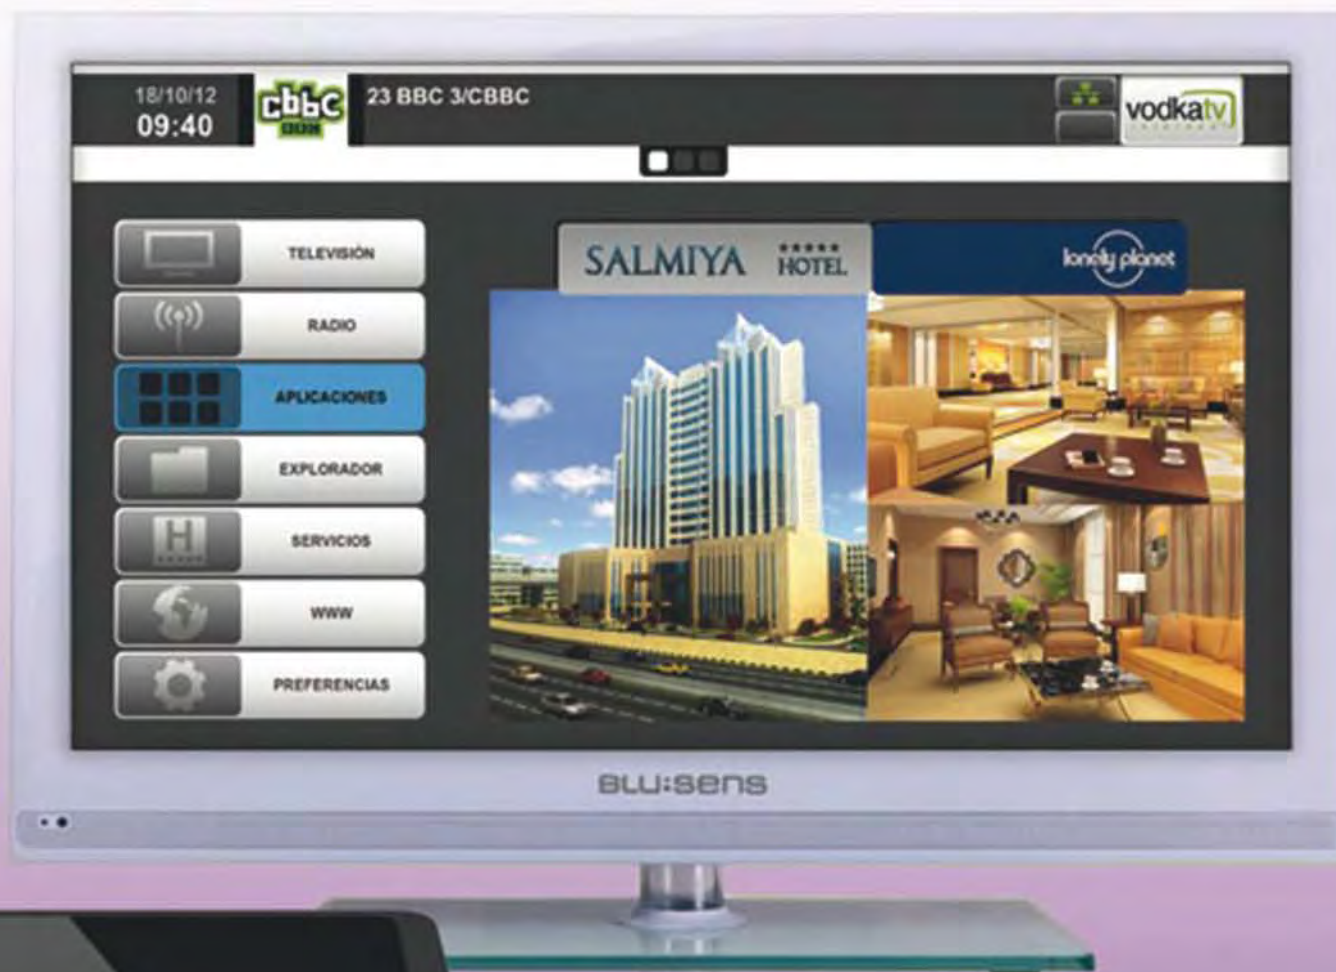 18/10/12
09:40
cbbc
23 BBC 3/CBBC
vodkatv
TELEVISIÓN
RADIO
APLICACIONES
EXPLORADOR
SERVICIOS
WWW
PREFERENCIAS
SALMIYA HOTEL
lonely planet
H
BLU:SENS